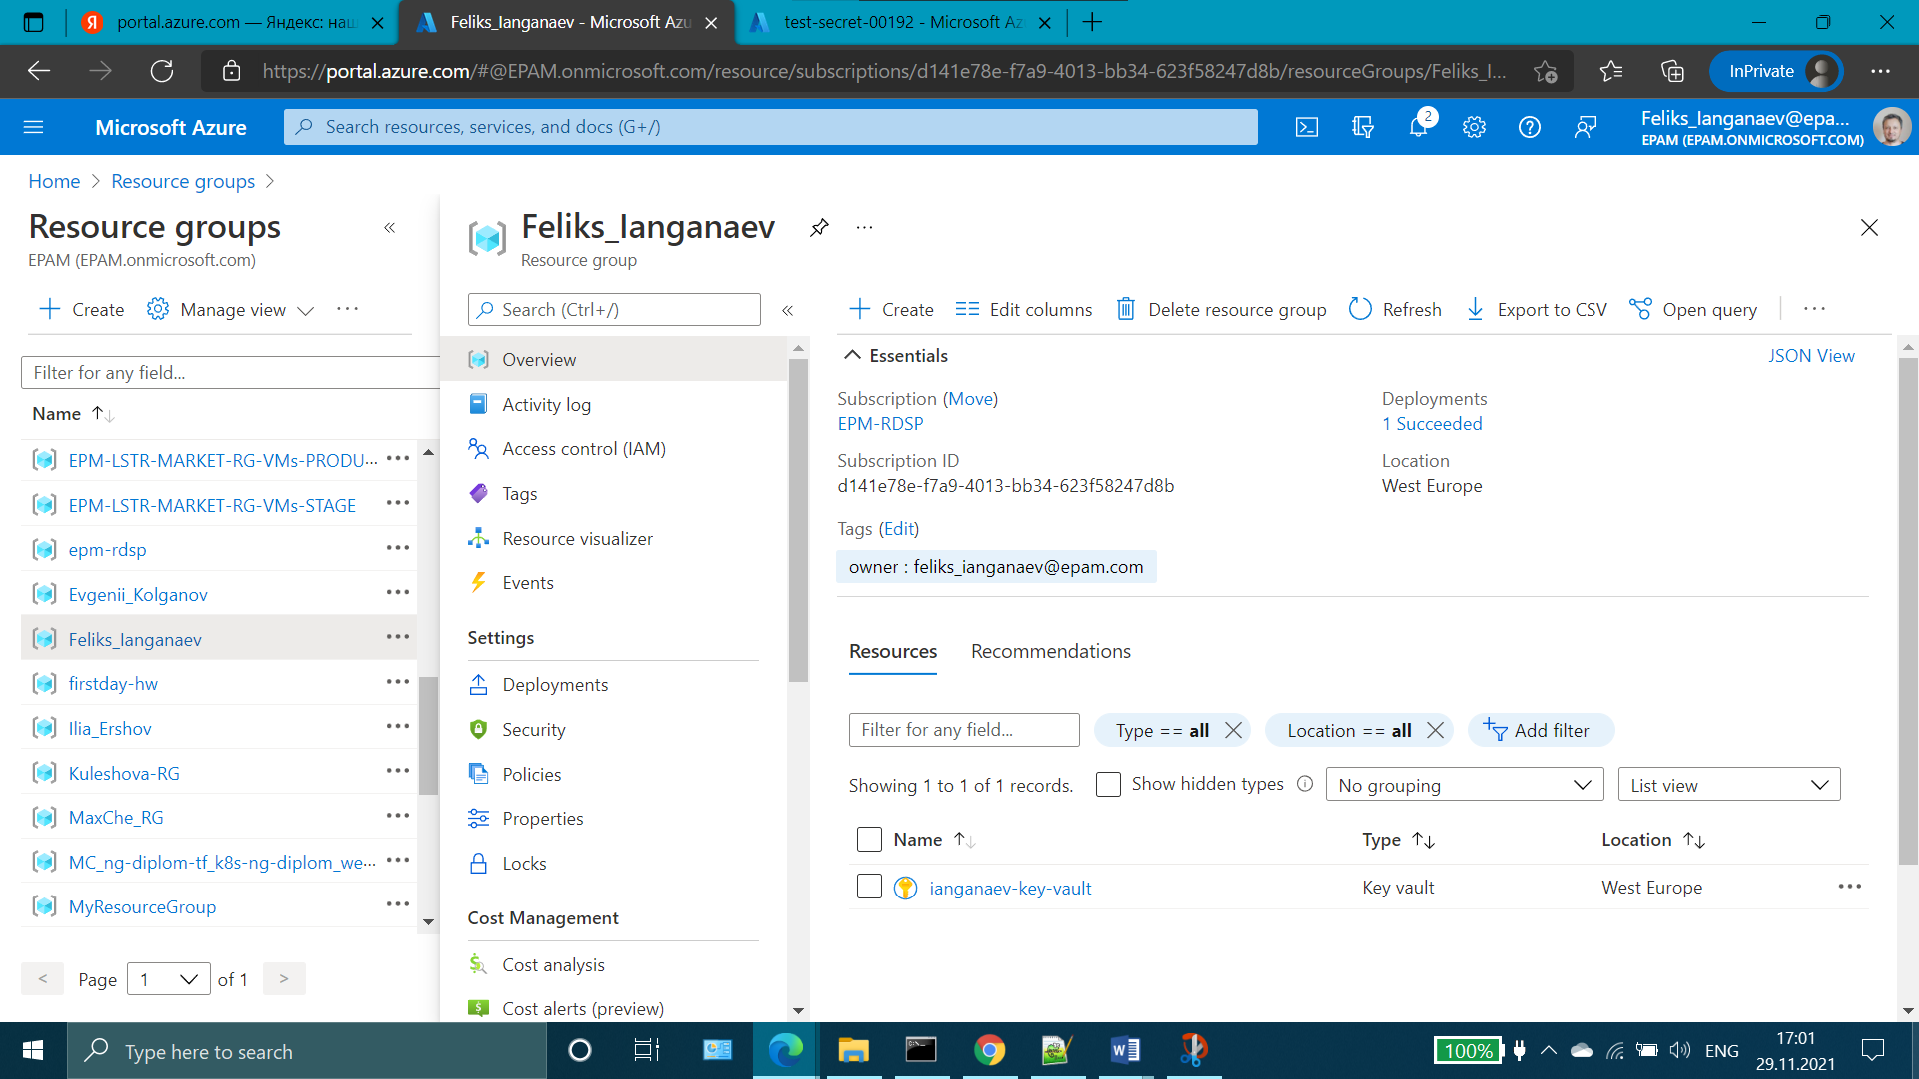 portal.azure.com — Яндекс: наш
Feliks_Ianganaev - Microsoft Azu
test-secret-00192 - Microsoft Az
https://portal.azure.com/#@EPAM.onmicrosoft.com/resource/subscriptions/d141e78e-f7a9-4013-bb34-623f58247d8b/resourceGroups/Feliks_I...
InPrivate
Microsoft Azure
Search resources, services, and docs (G+/)
2
Feliks_Ianganaev@epa...
EPAM (EPAM.ONMICROSOFT.COM)
Home > Resource groups >
Resource groups
EPAM (EPAM.onmicrosoft.com)
Create
Manage view
Filter for any field...
Name
EPM-LSTR-MARKET-RG-VMs-PRODU...
EPM-LSTR-MARKET-RG-VMs-STAGE
epm-rdsp
Evgenii_Kolganov
Feliks_Ianganaev
firstday-hw
Ilia_Ershov
Kuleshova-RG
MaxChe_RG
MC_ng-diplom-tf_k8s-ng-diplom_we...
MyResourceGroup
< Page 1 of 1 >
Feliks_Ianganaev
Resource group
Search (Ctrl+/)
Overview
Activity log
Access control (IAM)
Tags
Resource visualizer
Events
Settings
Deployments
Security
Policies
Properties
Locks
Cost Management
Cost analysis
Cost alerts (preview)
Create
Edit columns
Delete resource group
Refresh
Export to CSV
Open query
Essentials
JSON View
Subscription (Move)
EPM-RDSP
Subscription ID
d141e78e-f7a9-4013-bb34-623f58247d8b
Deployments
1 Succeeded
Location
West Europe
Tags (Edit)
owner : feliks_ianganaev@epam.com
Resources
Recommendations
Filter for any field...
Type == all
Location == all
Add filter
Showing 1 to 1 of 1 records.
Show hidden types
No grouping
List view
Name
Type
Location
ianganaev-key-vault
Key vault
West Europe
Type here to search
100%
ENG
17:01
29.11.2021